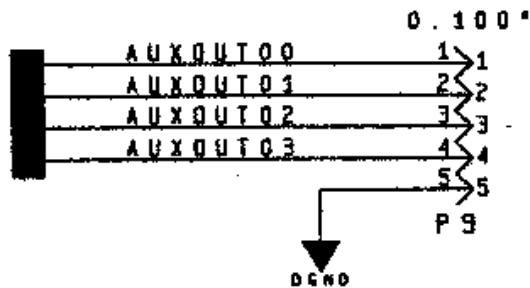 0.100"
AUXOUT00 1 1
AUXOUT01 2 2
AUXOUT02 3 3
AUXOUT03 4 4
5 5
P9
DGND